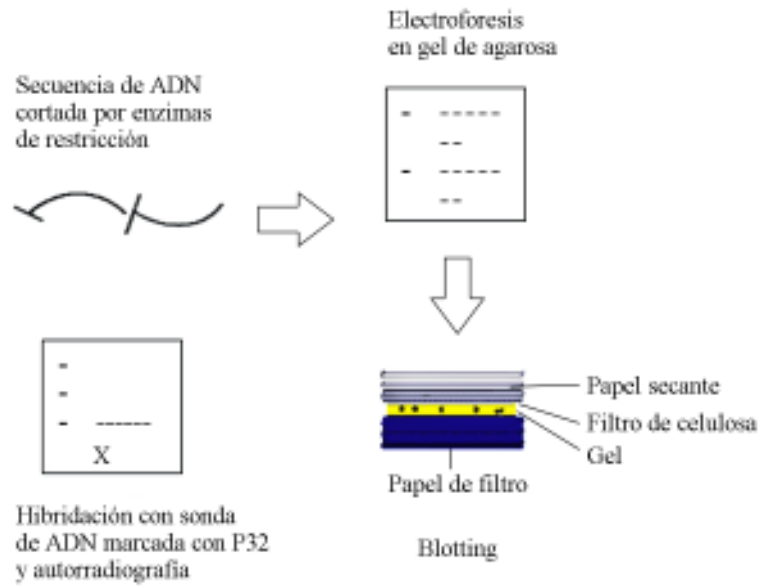 Secuencia de ADN
cortada por enzimas
de restricción
Electroforesis
en gel de agarosa
Papel secante
Filtro de celulosa
Gel
Papel de filtro
Blotting
X
Hibridación con sonda
de ADN marcada con P32
y autorradiografia